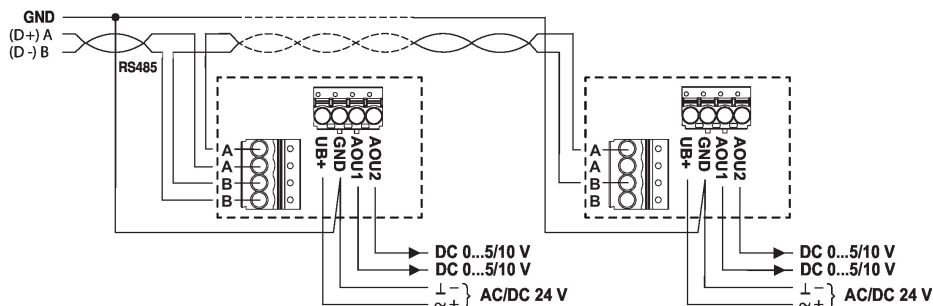 GND
(D+) A
(D -) B
RS485
A
A
B
B
UB+
GND
AOU1
AOU2
DC 0...5/10 V
DC 0...5/10 V
⊥ −
AC/DC 24 V
~ +
A
A
B
B
UB+
GND
AOU1
AOU2
DC 0...5/10 V
DC 0...5/10 V
⊥ −
AC/DC 24 V
~ +